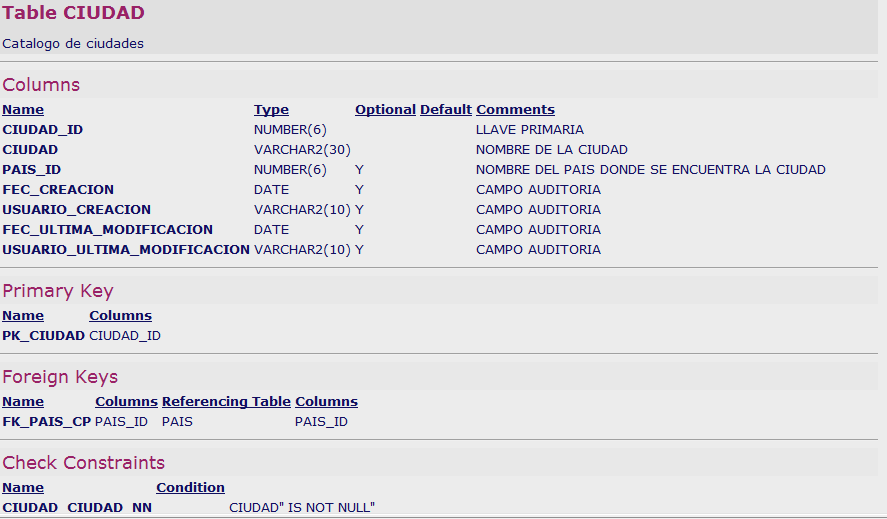 Table CIUDAD
Catalogo de ciudades
Columns
Name Type Optional Default Comments
CIUDAD_ID NUMBER(6) LLAVE PRIMARIA
CIUDAD VARCHAR2(30) NOMBRE DE LA CIUDAD
PAIS_ID NUMBER(6) Y NOMBRE DEL PAIS DONDE SE ENCUENTRA LA CIUDAD
FEC_CREACION DATE Y CAMPO AUDITORIA
USUARIO_CREACION VARCHAR2(10) Y CAMPO AUDITORIA
FEC_ULTIMA_MODIFICACION DATE Y CAMPO AUDITORIA
USUARIO_ULTIMA_MODIFICACION VARCHAR2(10) Y CAMPO AUDITORIA
Primary Key
Name Columns
PK_CIUDAD CIUDAD_ID
Foreign Keys
Name Columns Referencing Table Columns
FK_PAIS_CP PAIS_ID PAIS PAIS_ID
Check Constraints
Name Condition
CIUDAD_CIUDAD_NN CIUDAD" IS NOT NULL"